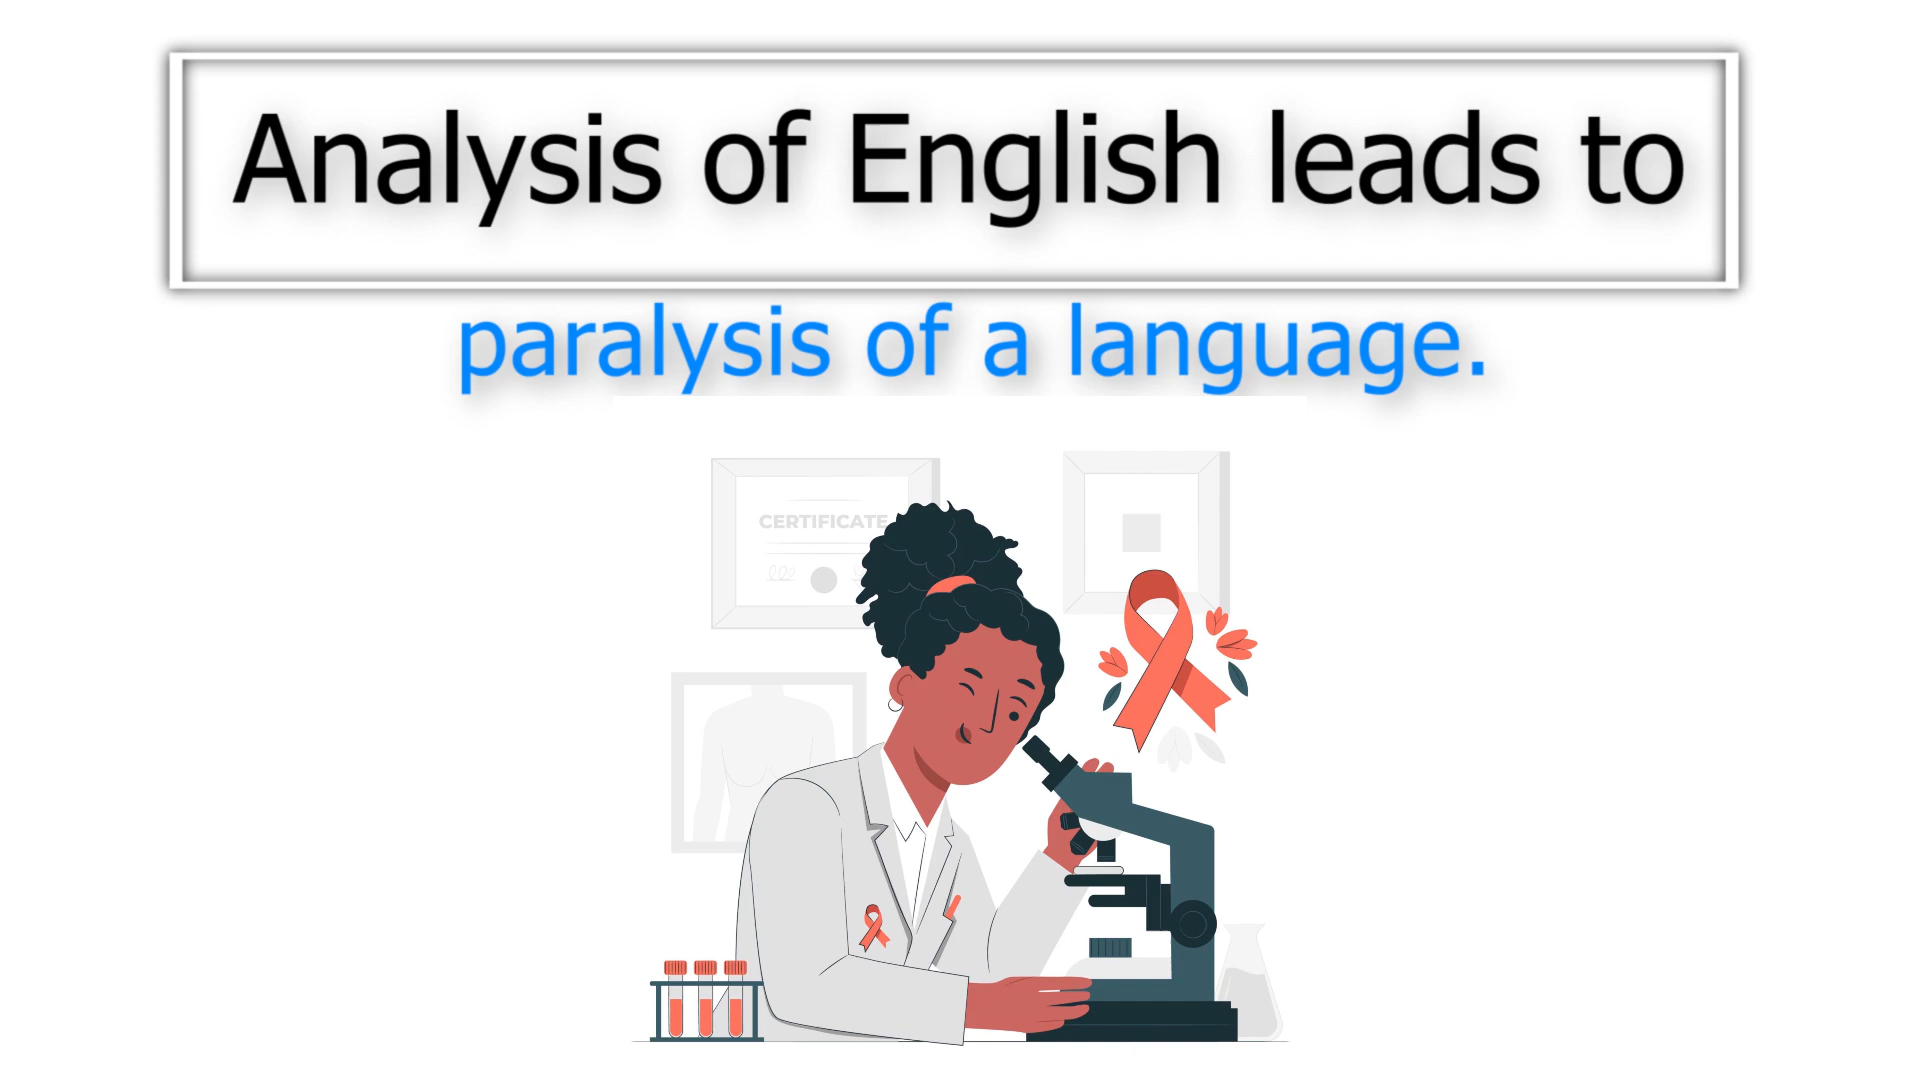 Analysis of English leads to
paralysis of a language.
CERTIFICATE